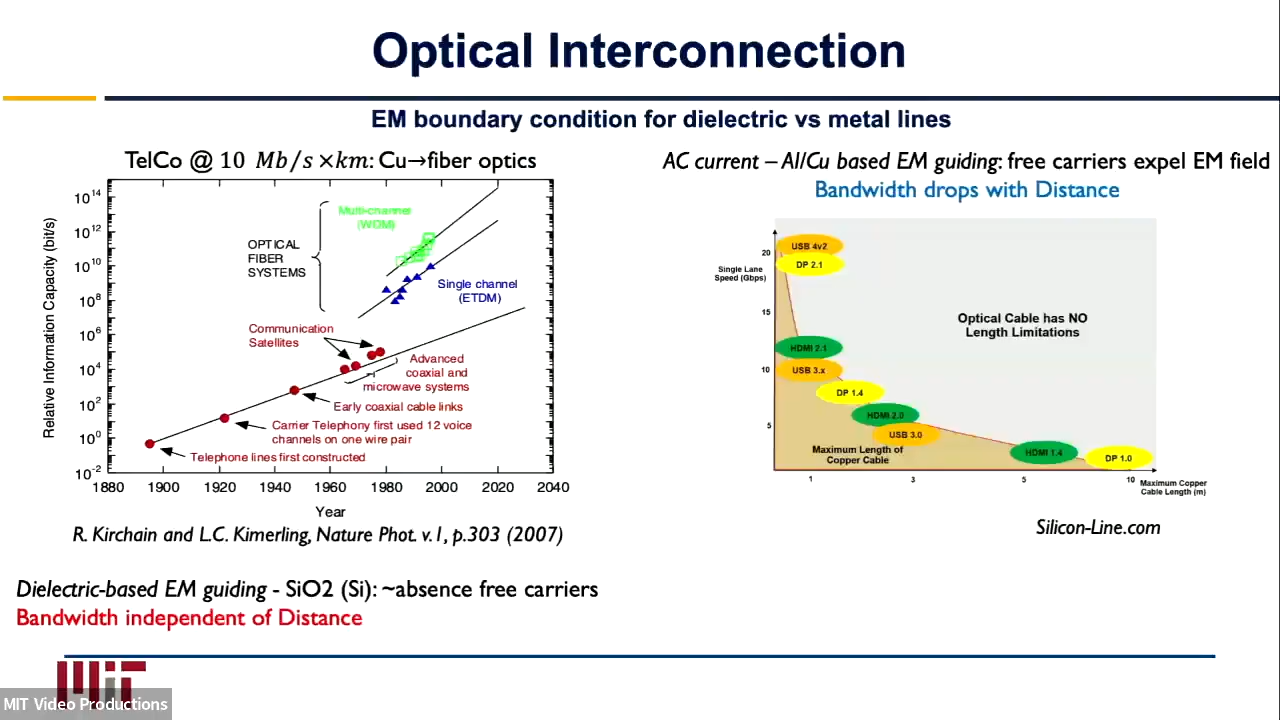 Optical Interconnection
EM boundary condition for dielectric vs metal lines
TelCo @ 10 Mb/s ×km: Cu→fiber optics
Relative Information Capacity (bit/s)
10^14
10^12
10^10
10^8
10^6
10^4
10^2
10^0
10^-2
Multi-channel
(WDM)
OPTICAL
FIBER
SYSTEMS
Single channel
(ETDM)
Communication
Satellites
Advanced
coaxial and
microwave systems
Early coaxial cable links
Carrier Telephony first used 12 voice
channels on one wire pair
Telephone lines first constructed
1880 1900 1920 1940 1960 1980 2000 2020 2040
Year
R. Kirchain and L.C. Kimerling, Nature Phot. v.1, p.303 (2007)
AC current – Al/Cu based EM guiding: free carriers expel EM field
Bandwidth drops with Distance
Single Lane
Speed (Gbps)
20
15
10
5
USB 4v2
DP 2.1
HDMI 2.1
USB 3.x
DP 1.4
HDMI 2.0
USB 3.0
HDMI 1.4
DP 1.0
Optical Cable has NO
Length Limitations
Maximum Length of
Copper Cable
1 3 5 10
Maximum Copper
Cable Length (m)
Silicon-Line.com
Dielectric-based EM guiding - SiO2 (Si): ~absence free carriers
Bandwidth independent of Distance
MIT
MIT Video Productions